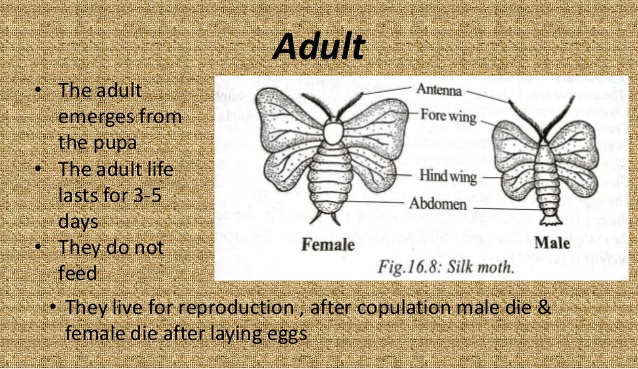 Adult
• The adult
emerges from
the pupa
• The adult life
lasts for 3-5
days
• They do not
feed
Antenna
Fore wing
Hind wing
Abdomen
Female
Male
Fig.16.8: Silk moth.
• They live for reproduction , after copulation male die &
female die after laying eggs